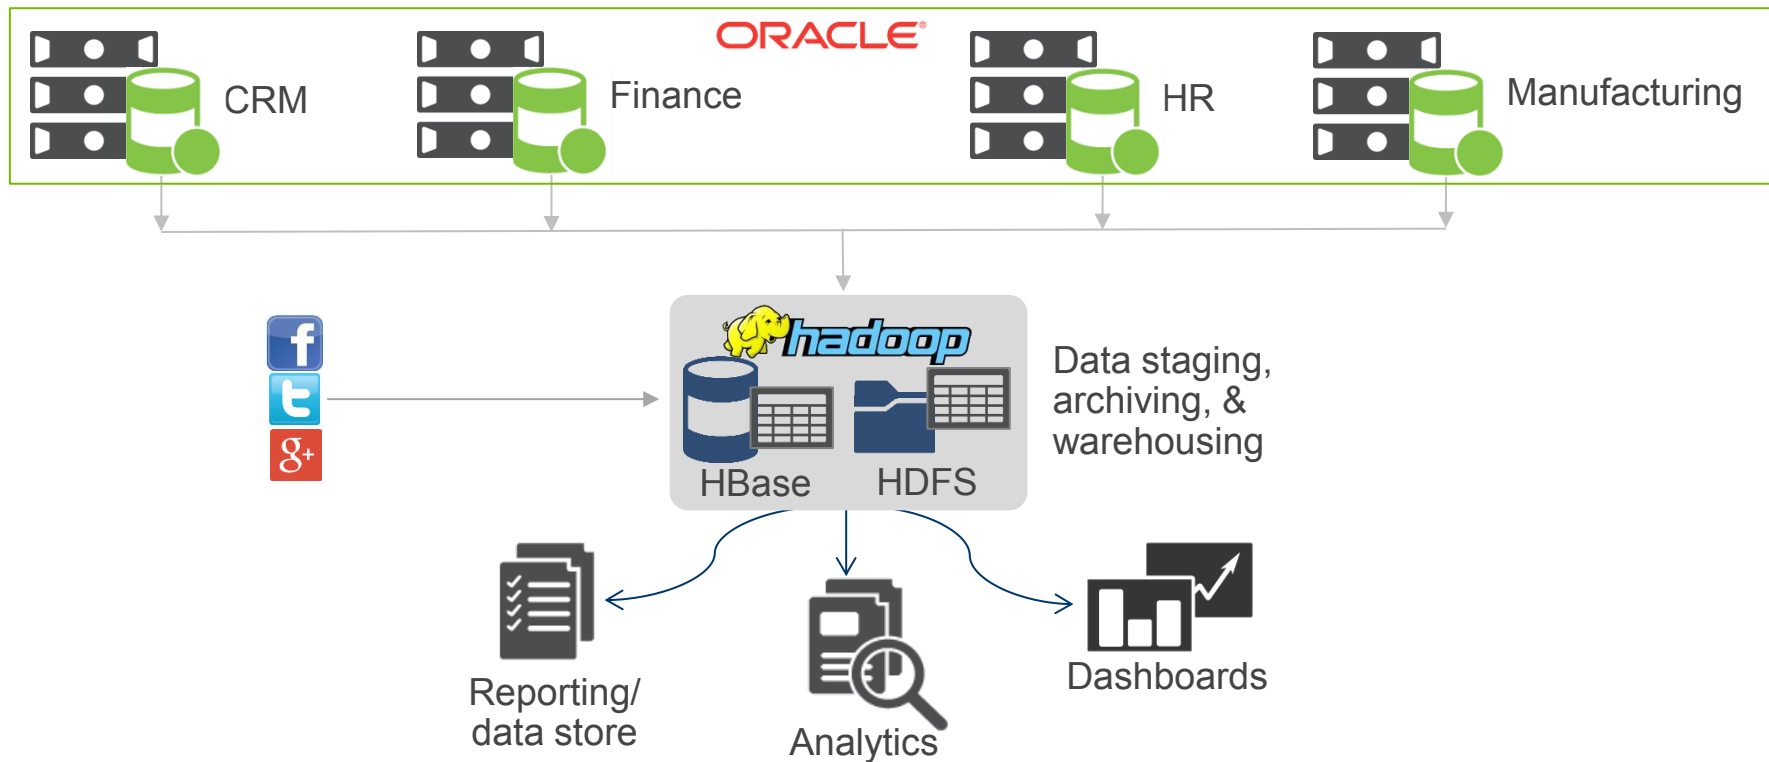 ORACLE®
CRM
Finance
HR
Manufacturing
f
t
g+
hadoop
HBase
HDFS
Data staging,
archiving, &
warehousing
Reporting/
data store
Analytics
Dashboards